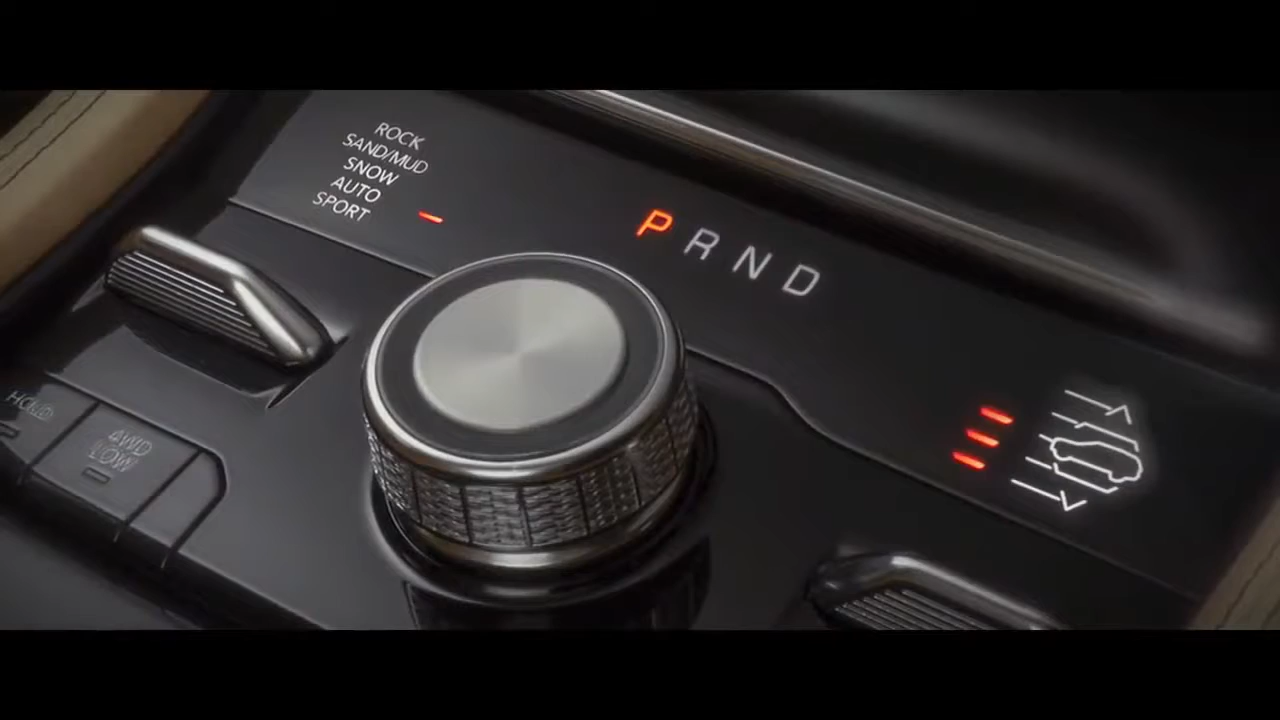 ROCK
SAND/MUD
SNOW
AUTO
SPORT
P R N D
HOLD
4WD
LOW